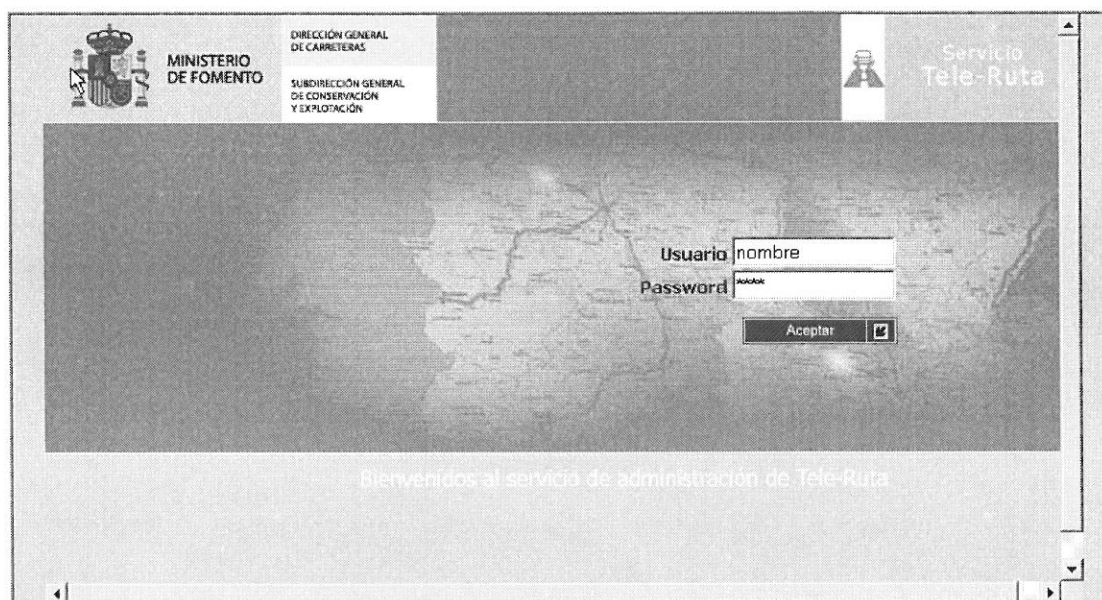 MINISTERIO
DE FOMENTO
DIRECCIÓN GENERAL
DE CARRETERAS
SUBDIRECCIÓN GENERAL
DE CONSERVACIÓN
Y EXPLOTACIÓN
Servicio
Tele-Ruta
Usuario nombre
Password ****
Aceptar
Bienvenidos al servicio de administración de Tele-Ruta